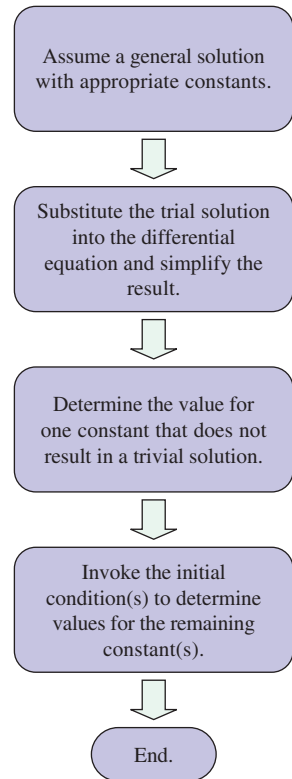 Assume a general solution
with appropriate constants.
Substitute the trial solution
into the differential
equation and simplify the
result.
Determine the value for
one constant that does not
result in a trivial solution.
Invoke the initial
condition(s) to determine
values for the remaining
constant(s).
End.